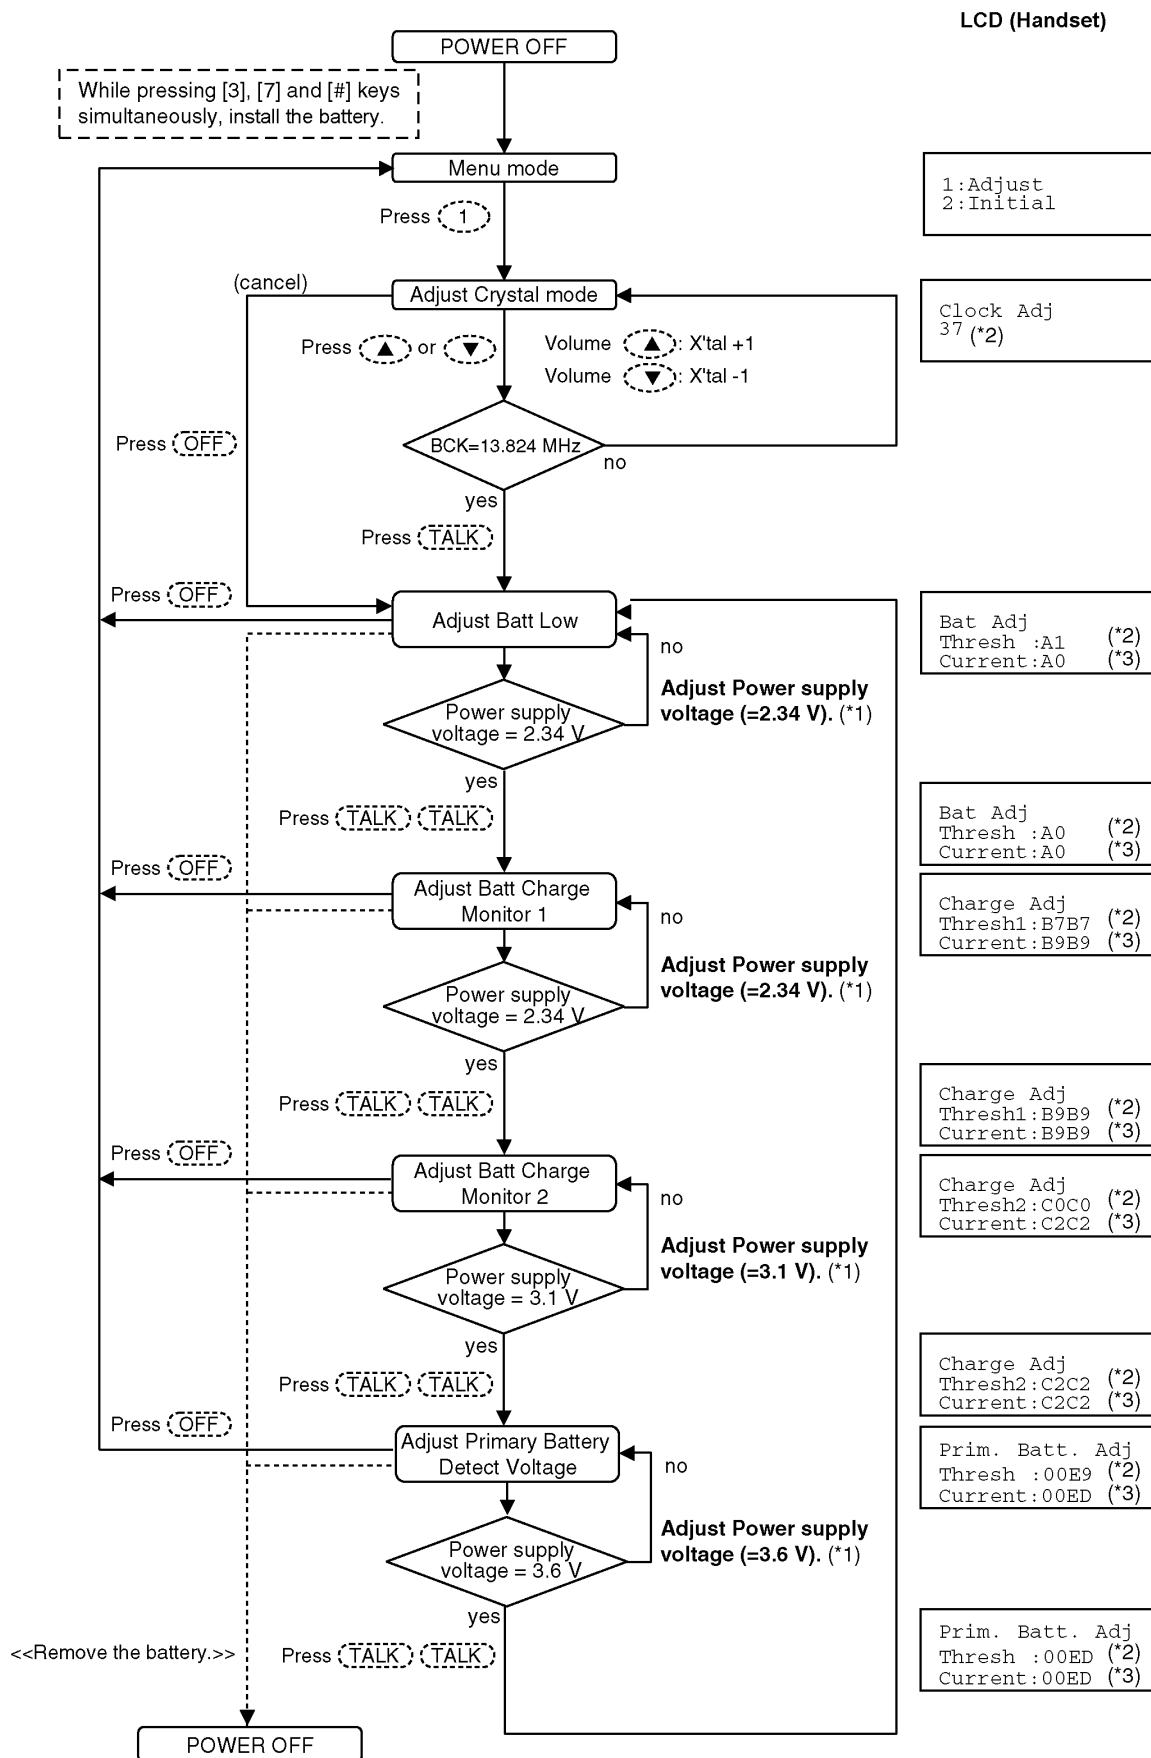 LCD (Handset)
POWER OFF
While pressing [3], [7] and [#] keys
simultaneously, install the battery.
Menu mode
1:Adjust
2:Initial
Press 1
(cancel)
Adjust Crystal mode
Clock Adj
37 (*2)
Press ▲ or ▼
Volume ▲ : X'tal +1
Volume ▼ : X'tal -1
Press OFF
BCK=13.824 MHz
no
yes
Press TALK
Press OFF
Adjust Batt Low
no
Bat Adj
Thresh :A1 (*2)
Current:A0 (*3)
Power supply
voltage = 2.34 V
Adjust Power supply
voltage (=2.34 V). (*1)
yes
Press TALK TALK
Bat Adj
Thresh :A0 (*2)
Current:A0 (*3)
Press OFF
Adjust Batt Charge
Monitor 1
no
Charge Adj
Thresh1:B7B7 (*2)
Current:B9B9 (*3)
Power supply
voltage = 2.34 V
Adjust Power supply
voltage (=2.34 V). (*1)
yes
Press TALK TALK
Charge Adj
Thresh1:B9B9 (*2)
Current:B9B9 (*3)
Press OFF
Adjust Batt Charge
Monitor 2
no
Charge Adj
Thresh2:C0C0 (*2)
Current:C2C2 (*3)
Power supply
voltage = 3.1 V
Adjust Power supply
voltage (=3.1 V). (*1)
yes
Press TALK TALK
Charge Adj
Thresh2:C2C2 (*2)
Current:C2C2 (*3)
Press OFF
Adjust Primary Battery
Detect Voltage
no
Prim. Batt. Adj
Thresh :00E9 (*2)
Current:00ED (*3)
Power supply
voltage = 3.6 V
Adjust Power supply
voltage (=3.6 V). (*1)
yes
<<Remove the battery.>>
Press TALK TALK
Prim. Batt. Adj
Thresh :00ED (*2)
Current:00ED (*3)
POWER OFF